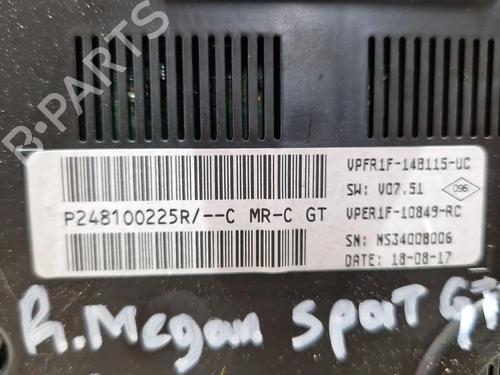 B-PARTS
VPFR1F-14B115-UC
SW: V07.51
096
P248100225R/--C MR-C GT
VPER1F-10849-RC
SN: NS34008006
DATE: 18-08-17
R.Megan Sport GT